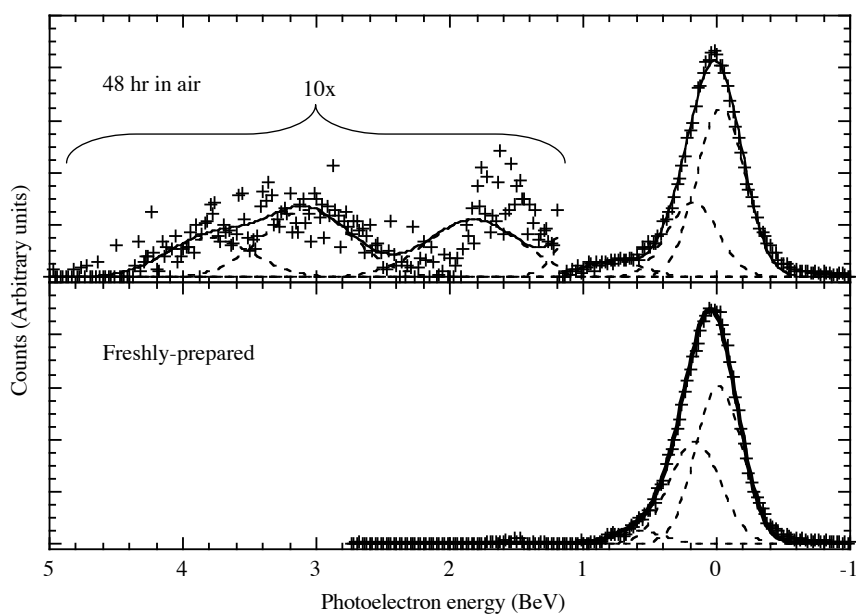 48 hr in air
10x
Counts (Arbitrary units)
Freshly-prepared
5 4 3 2 1 0 -1
Photoelectron energy (BeV)